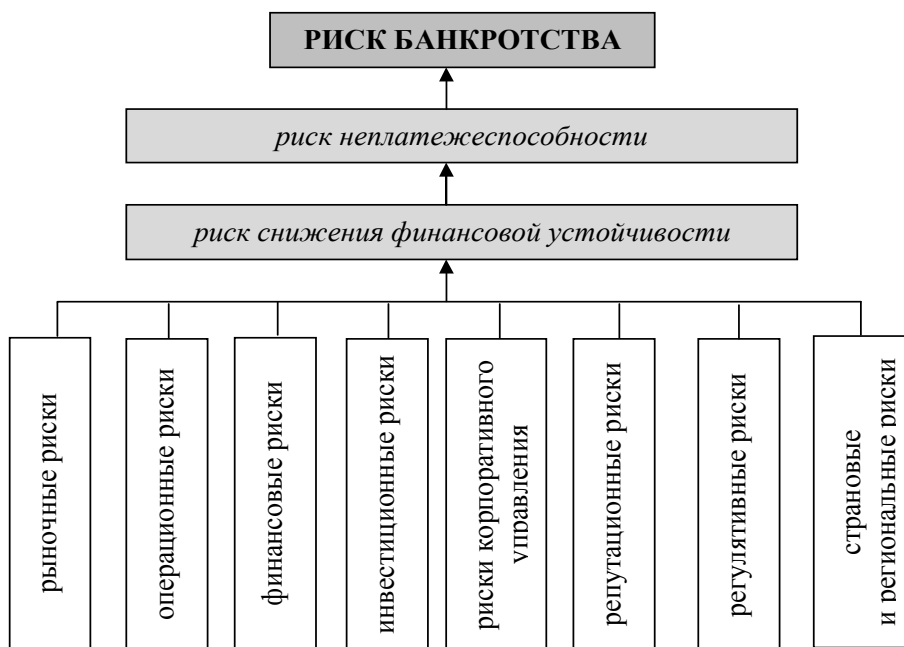 РИСК БАНКРОТСТВА
риск неплатежеспособности
риск снижения финансовой устойчивости
рыночные риски
операционные риски
финансовые риски
инвестиционные риски
риски корпоративного
управления
репутационные риски
регулятивные риски
страновые
и региональные риски